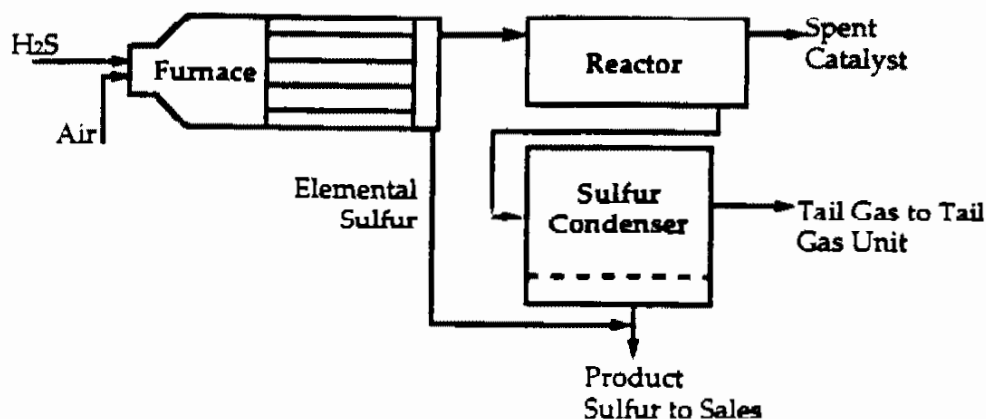 H₂S
Furnace
Air
Reactor
Spent
Catalyst
Elemental
Sulfur
Sulfur
Condenser
Tail Gas to Tail
Gas Unit
Product
Sulfur to Sales